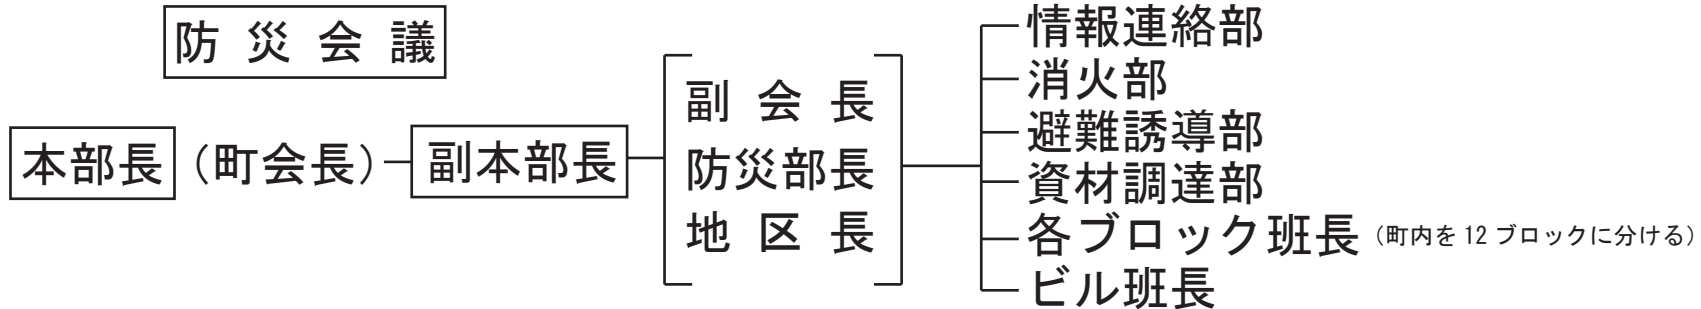 防災会議
本部長（町会長）
副本部長
副会長
防災部長
地区長
情報連絡部
消火部
避難誘導部
資材調達部
各ブロック班長（町内を12ブロックに分ける）
ビル班長